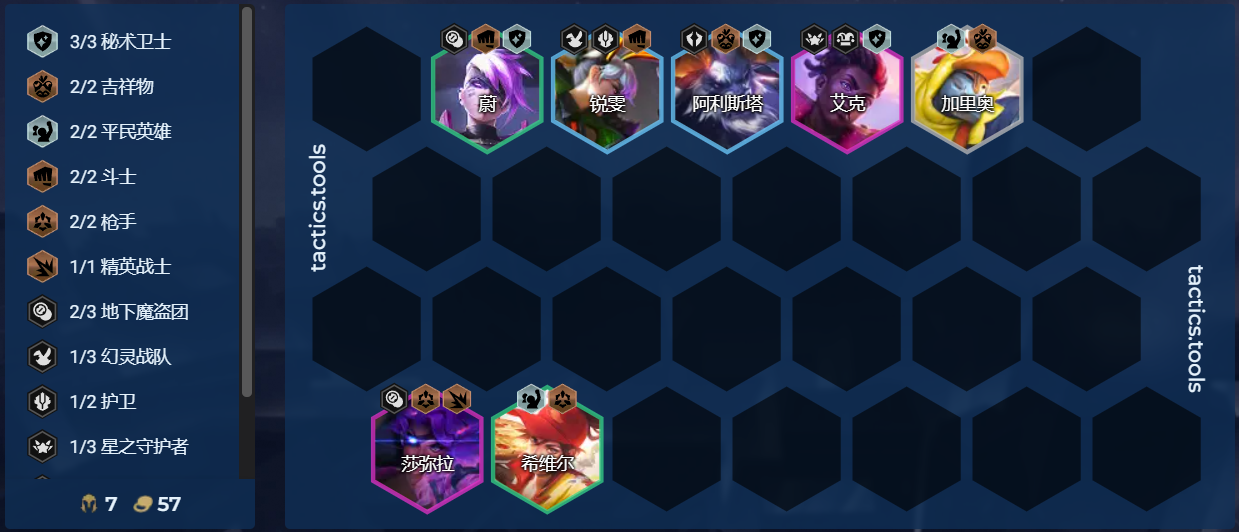 3/3 秘术卫士
2/2 吉祥物
2/2 平民英雄
2/2 斗士
2/2 枪手
1/1 精英战士
2/3 地下魔盗团
1/3 幻灵战队
1/2 护卫
1/3 星之守护者
7 57
tactics.tools
蔚 锐雯 阿利斯塔 艾克 加里奥
莎弥拉 希维尔
tactics.tools